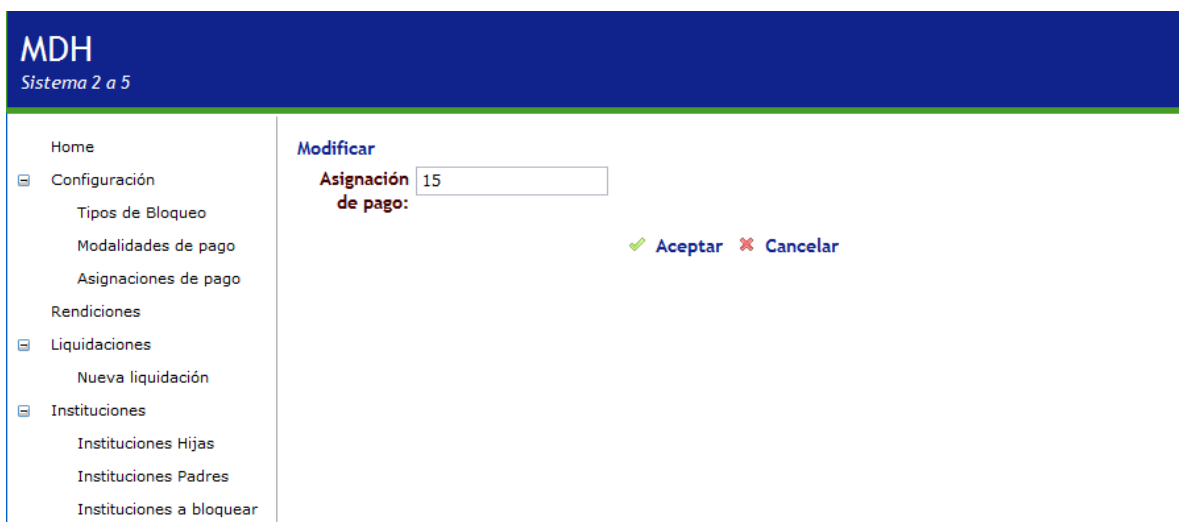 MDH
Sistema 2 a 5
Home
Configuración
Tipos de Bloqueo
Modalidades de pago
Asignaciones de pago
Rendiciones
Liquidaciones
Nueva liquidación
Instituciones
Instituciones Hijas
Instituciones Padres
Instituciones a bloquear
Modificar
Asignación 15
de pago:
Aceptar Cancelar